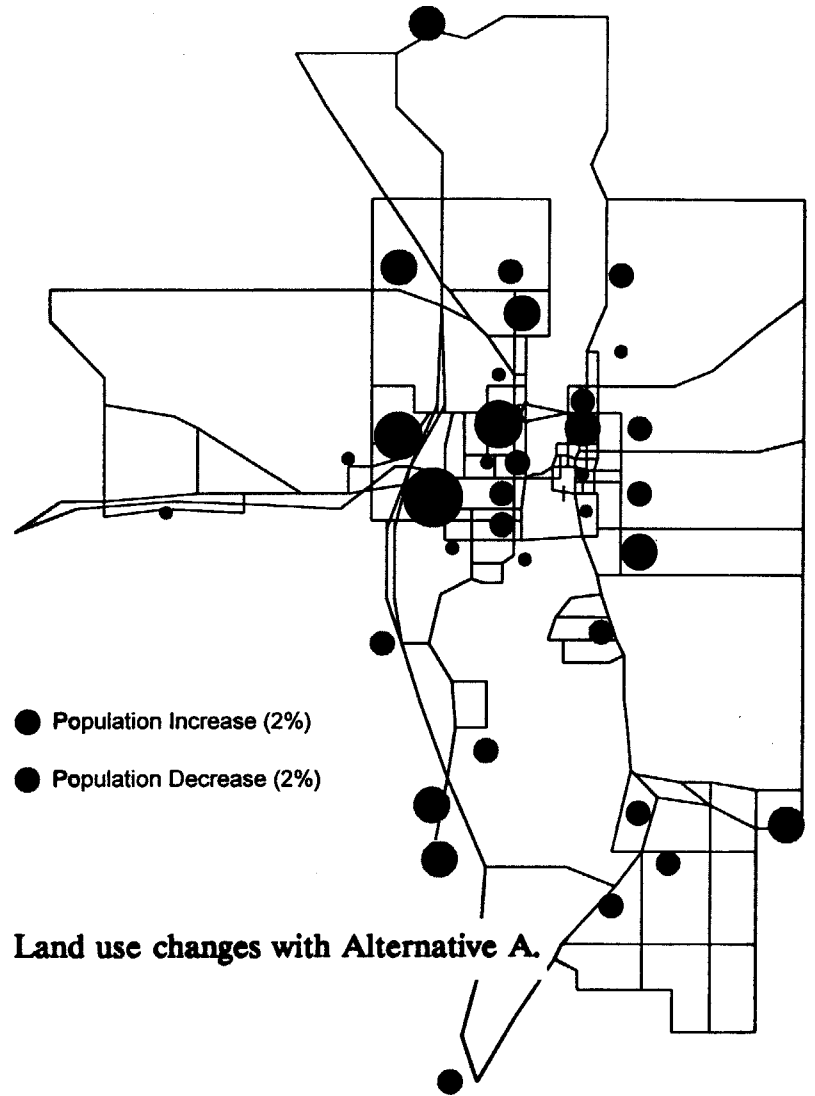 Population Increase (2%)
Population Decrease (2%)
Land use changes with Alternative A.